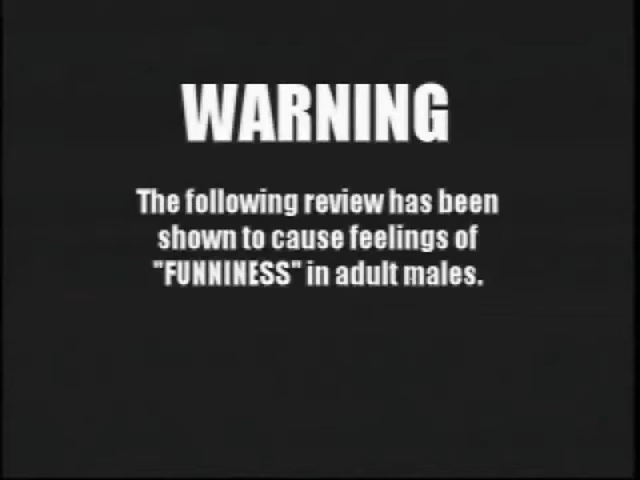 WARNING
The following review has been
shown to cause feelings of
"FUNNINESS" in adult males.